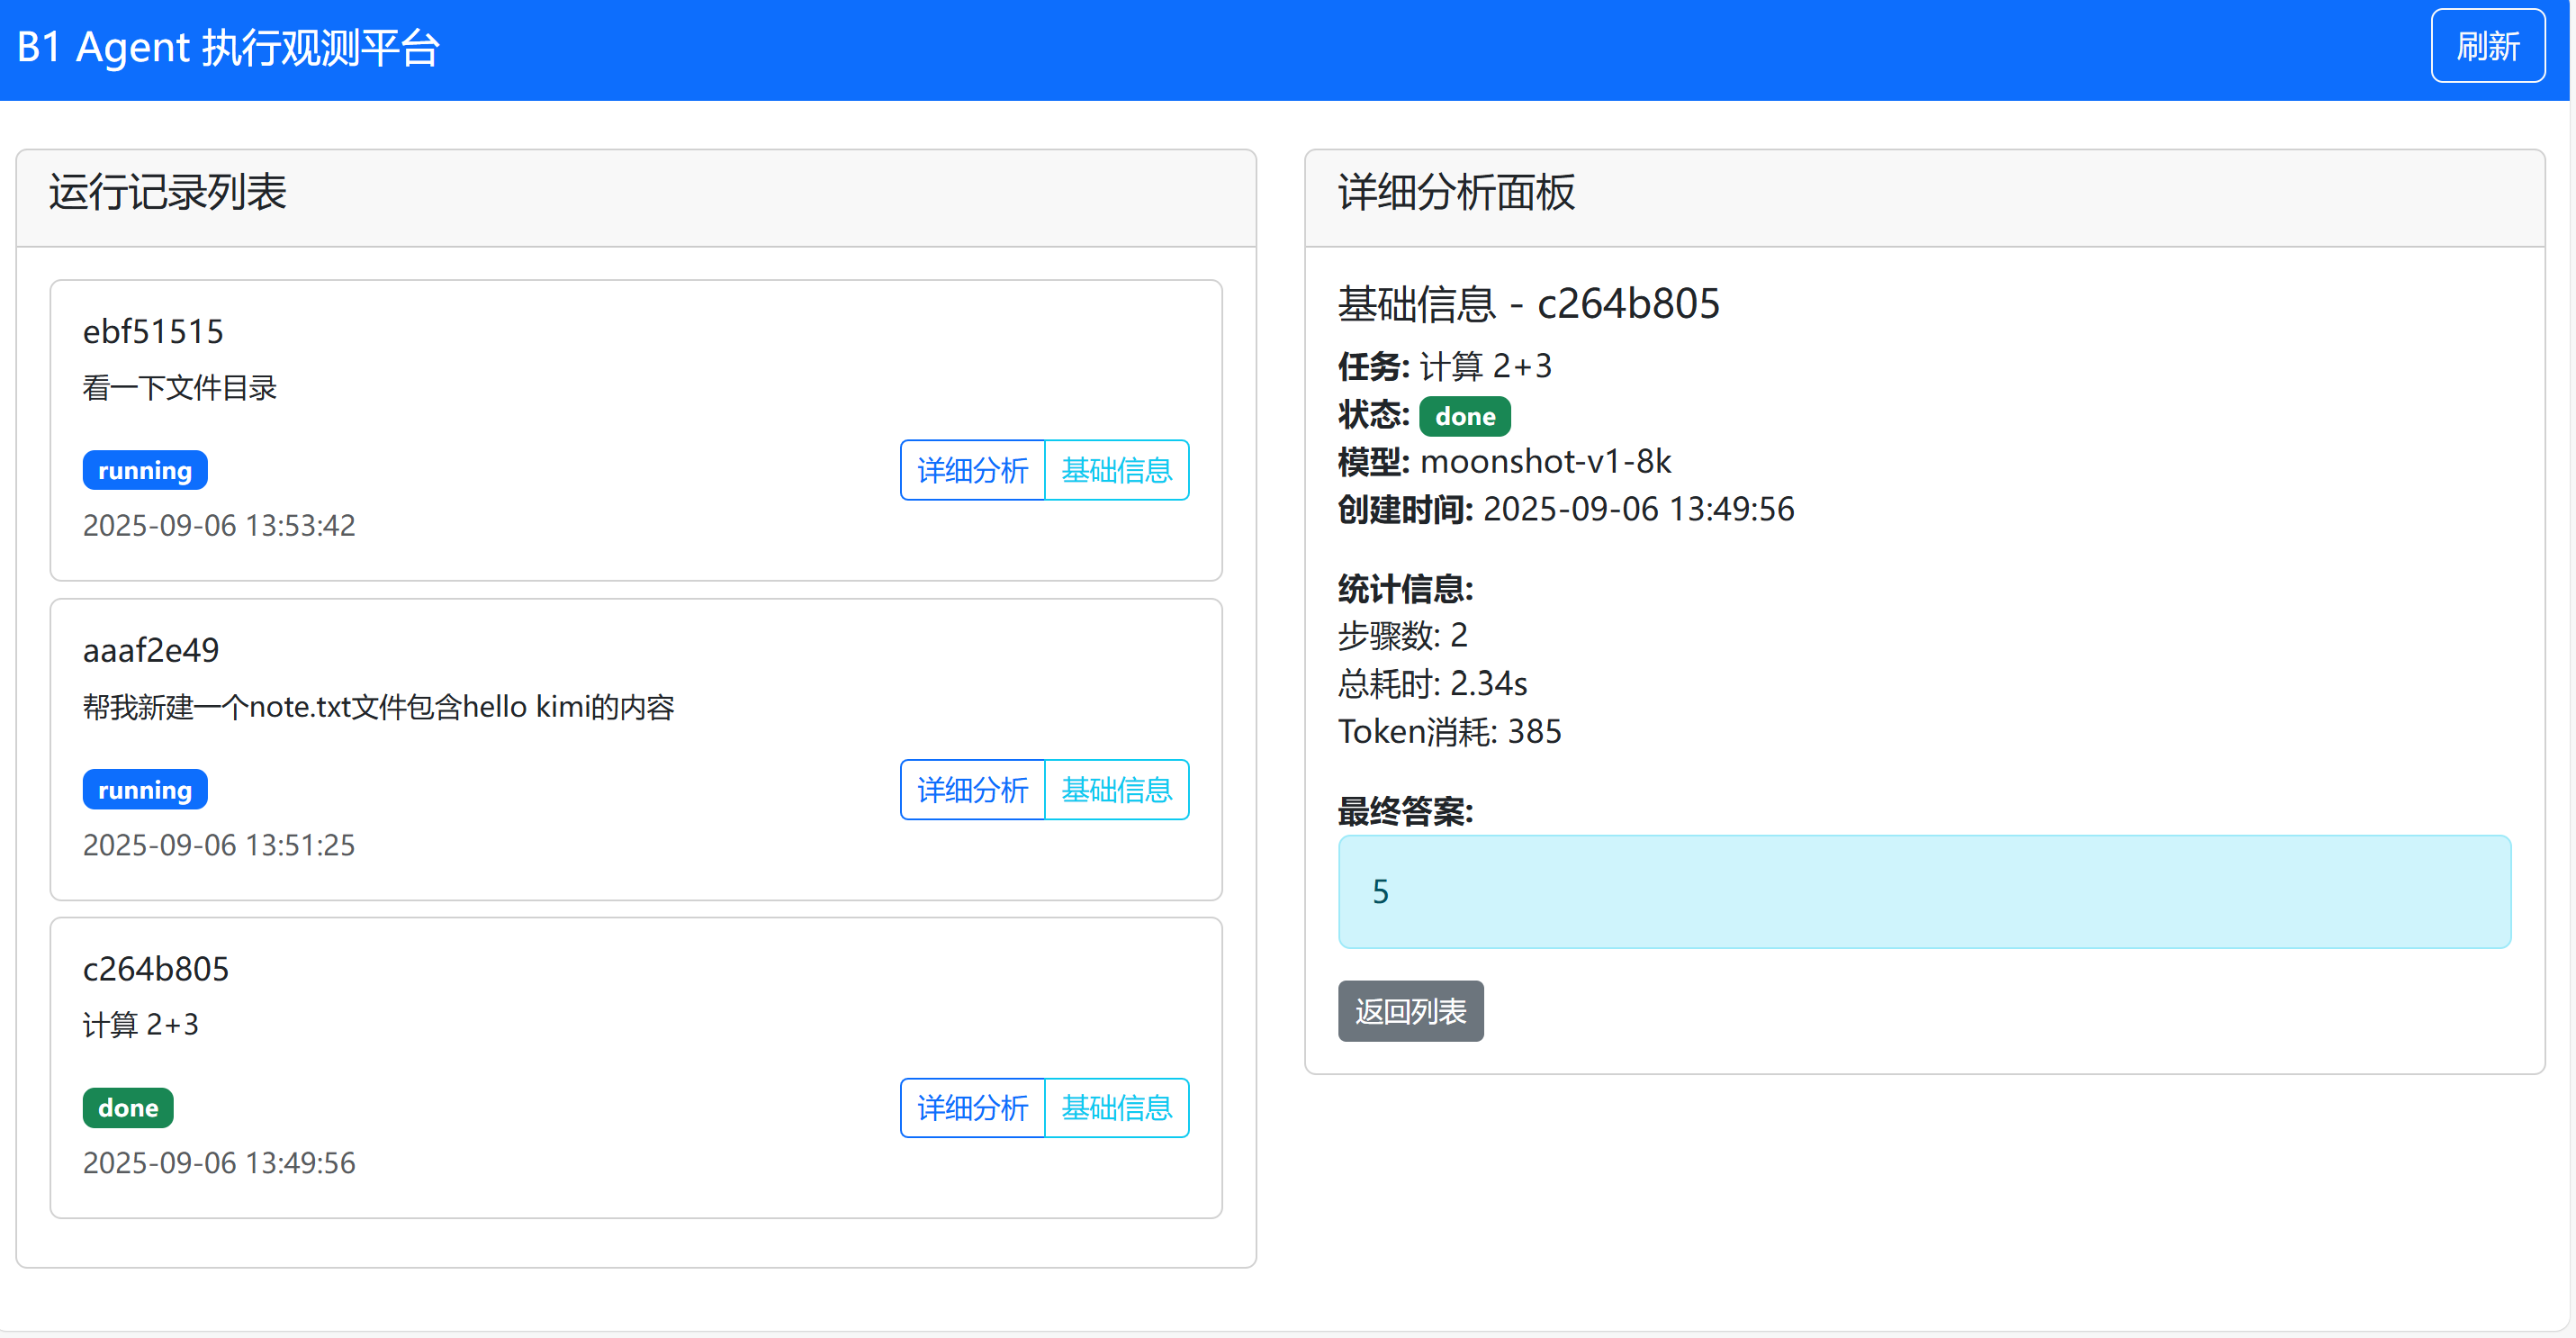 B1 Agent 执行观测平台
刷新
运行记录列表
ebf51515
看一下文件目录
running
详细分析 基础信息
2025-09-06 13:53:42
aaaf2e49
帮我新建一个note.txt文件包含hello kimi的内容
running
详细分析 基础信息
2025-09-06 13:51:25
c264b805
计算 2+3
done
详细分析 基础信息
2025-09-06 13:49:56
详细分析面板
基础信息 - c264b805
任务: 计算 2+3
状态: done
模型: moonshot-v1-8k
创建时间: 2025-09-06 13:49:56
统计信息:
步骤数: 2
总耗时: 2.34s
Token消耗: 385
最终答案:
5
返回列表